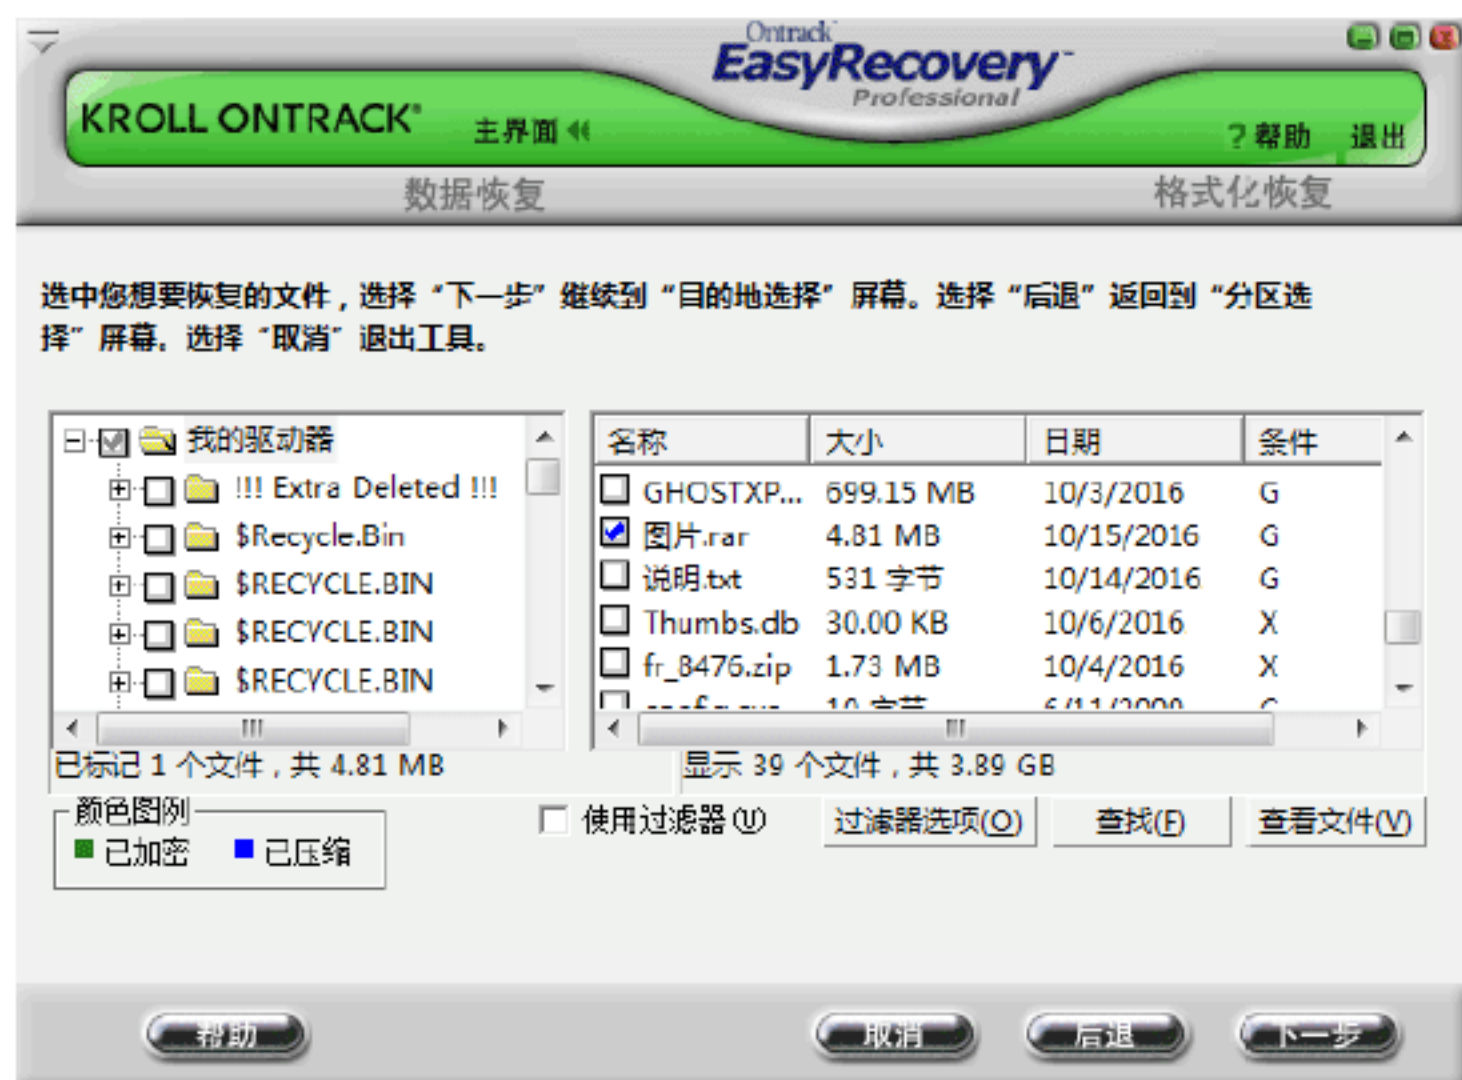 Ontrack
EasyRecovery
Professional
KROLL ONTRACK®
主界面
?帮助 退出
数据恢复 格式化恢复
选中您想要恢复的文件，选择“下一步”继续到“目的地选择”屏幕。选择“后退”返回到“分区选
择”屏幕。选择“取消”退出工具。
我的驱动器
!!! Extra Deleted !!!
$Recycle.Bin
$RECYCLE.BIN
$RECYCLE.BIN
$RECYCLE.BIN
名称 大小 日期 条件
GHOSTXP... 699.15 MB 10/3/2016 G
图片.rar 4.81 MB 10/15/2016 G
说明.txt 531 字节 10/14/2016 G
Thumbs.db 30.00 KB 10/6/2016 X
fr_8476.zip 1.73 MB 10/4/2016 X
已标记 1 个文件，共 4.81 MB
显示 39 个文件，共 3.89 GB
颜色图例
已加密 已压缩
使用过滤器(U) 过滤器选项(O) 查找(F) 查看文件(V)
帮助 取消 后退 下一步